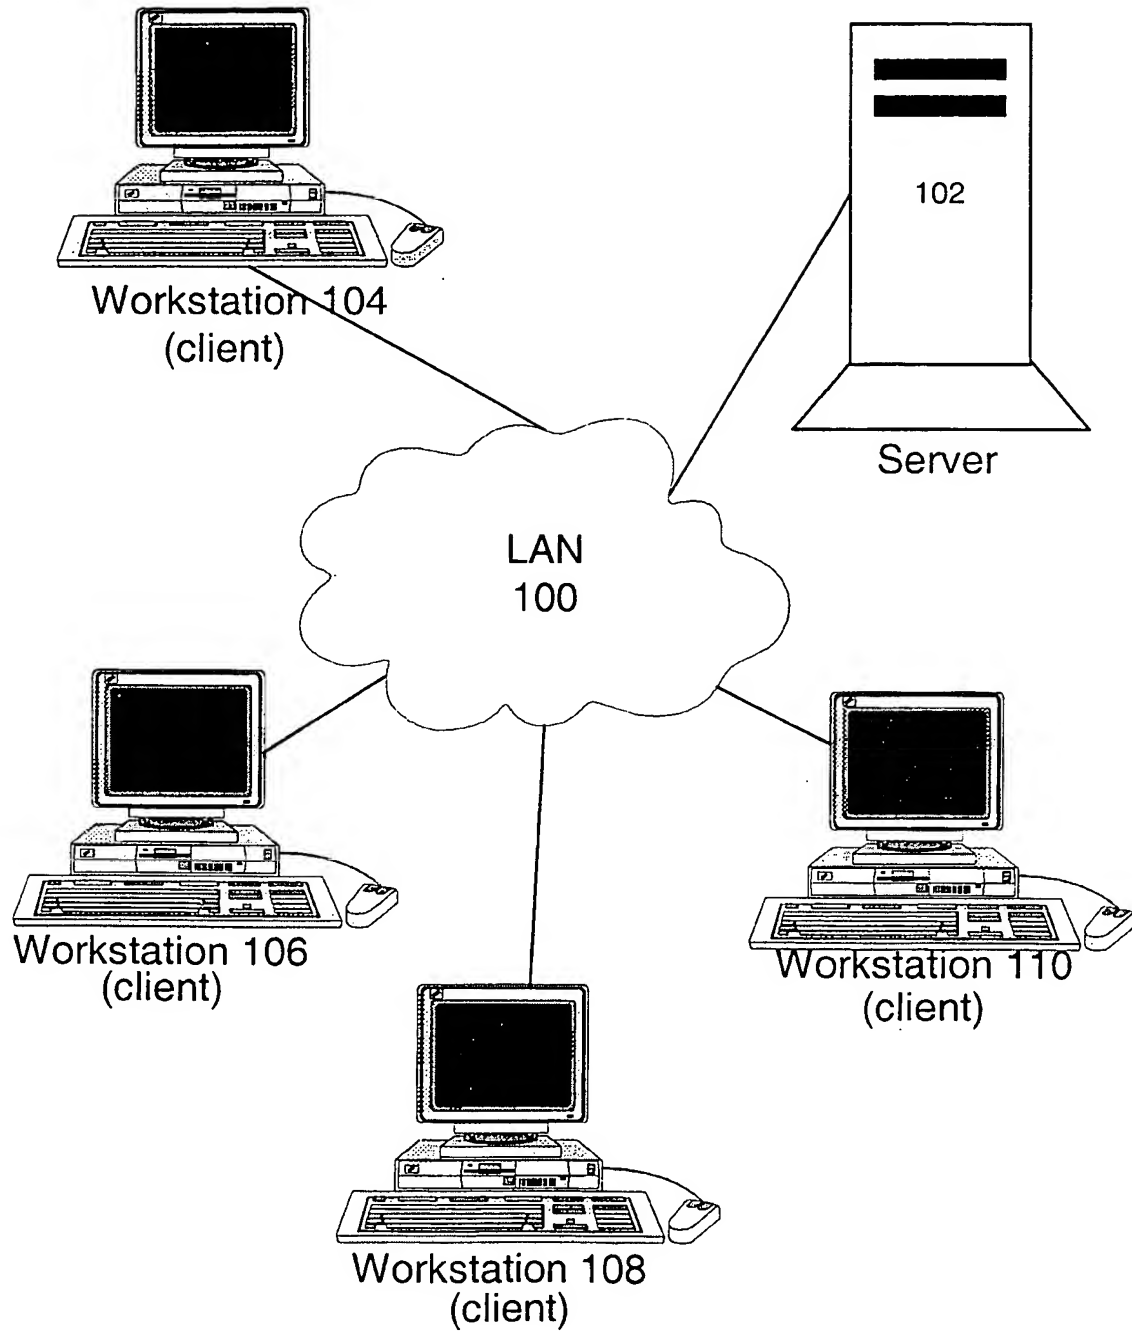 102
Workstation 104
(client)
Server
LAN
100
Workstation 106
(client)
Workstation 110
(client)
Workstation 108
(client)